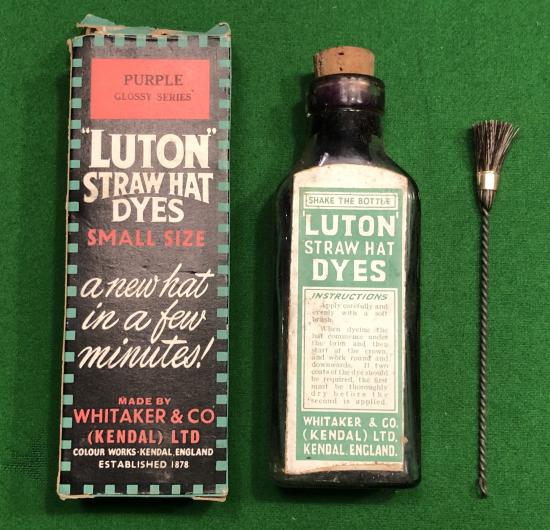 PURPLE
GLOSSY SERIES
"LUTON"
STRAW HAT
DYES
SMALL SIZE
a new hat
in a few
minutes!
MADE BY
WHITAKER & CO
(KENDAL) LTD
COLOUR WORKS · KENDAL, ENGLAND
ESTABLISHED 1878
SHAKE THE BOTTLE
'LUTON'
STRAW HAT
DYES
INSTRUCTIONS
Apply carefully and
evenly with a soft
brush.
When dyeing the
hat commence under
the brim and then
start at the crown,
and work round and
downwards. If two
coats of the dye should
be required, the first
must be thoroughly
dry before the
second is applied.
WHITAKER & CO.
(KENDAL) LTD.
KENDAL, ENGLAND.